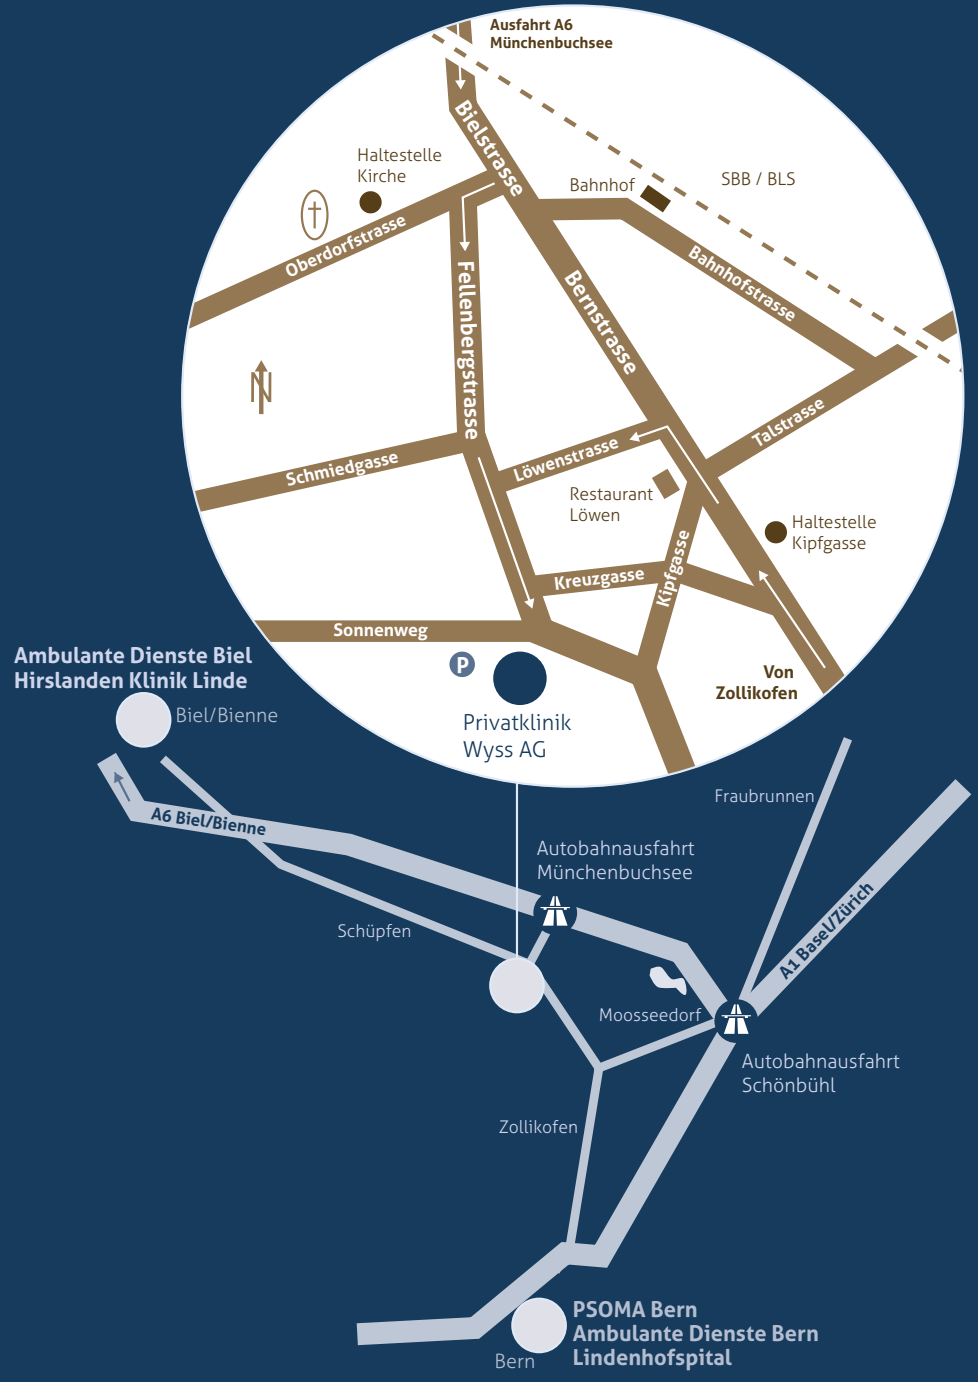 Ausfahrt A6
Münchenbuchsee
Bielstrasse
Haltestelle
Kirche
Bahnhof
SBB / BLS
Oberdorfstrasse
Fellenbergstrasse
Bernstrasse
Bahnhofstrasse
N
Talstrasse
Schmiedgasse
Löwenstrasse
Restaurant
Löwen
Haltestelle
Kipfgasse
Kreuzgasse
Kipfgasse
Sonnenweg
P
Von
Zollikofen
Privatklinik
Wyss AG
Ambulante Dienste Biel
Hirslanden Klinik Linde
Biel/Bienne
A6 Biel/Bienne
Fraubrunnen
Autobahnausfahrt
Münchenbuchsee
Schüpfen
A1 Basel/Zürich
Moosseedorf
Autobahnausfahrt
Schönbühl
Zollikofen
PSOMA Bern
Ambulante Dienste Bern
Lindenhofspital
Bern